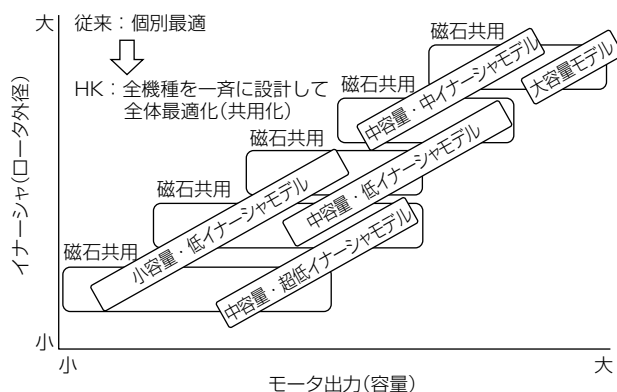 大
従来：個別最適
HK：全機種を一斉に設計して
全体最適化(共用化)
磁石共用
磁石共用
磁石共用
磁石共用
磁石共用
大容量モデル
中容量・中イナーシャモデル
中容量・低イナーシャモデル
小容量・低イナーシャモデル
中容量・超低イナーシャモデル
イナーシャ(ロータ外径)
小
小
大
モータ出力(容量)